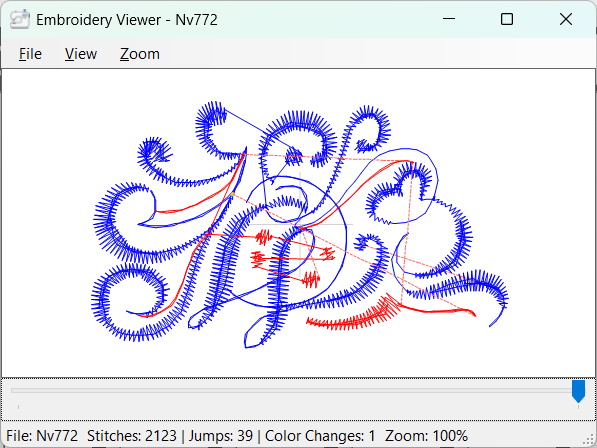 Embroidery Viewer - Nv772
File View Zoom
File: Nv772 Stitches: 2123 | Jumps: 39 | Color Changes: 1 Zoom: 100%